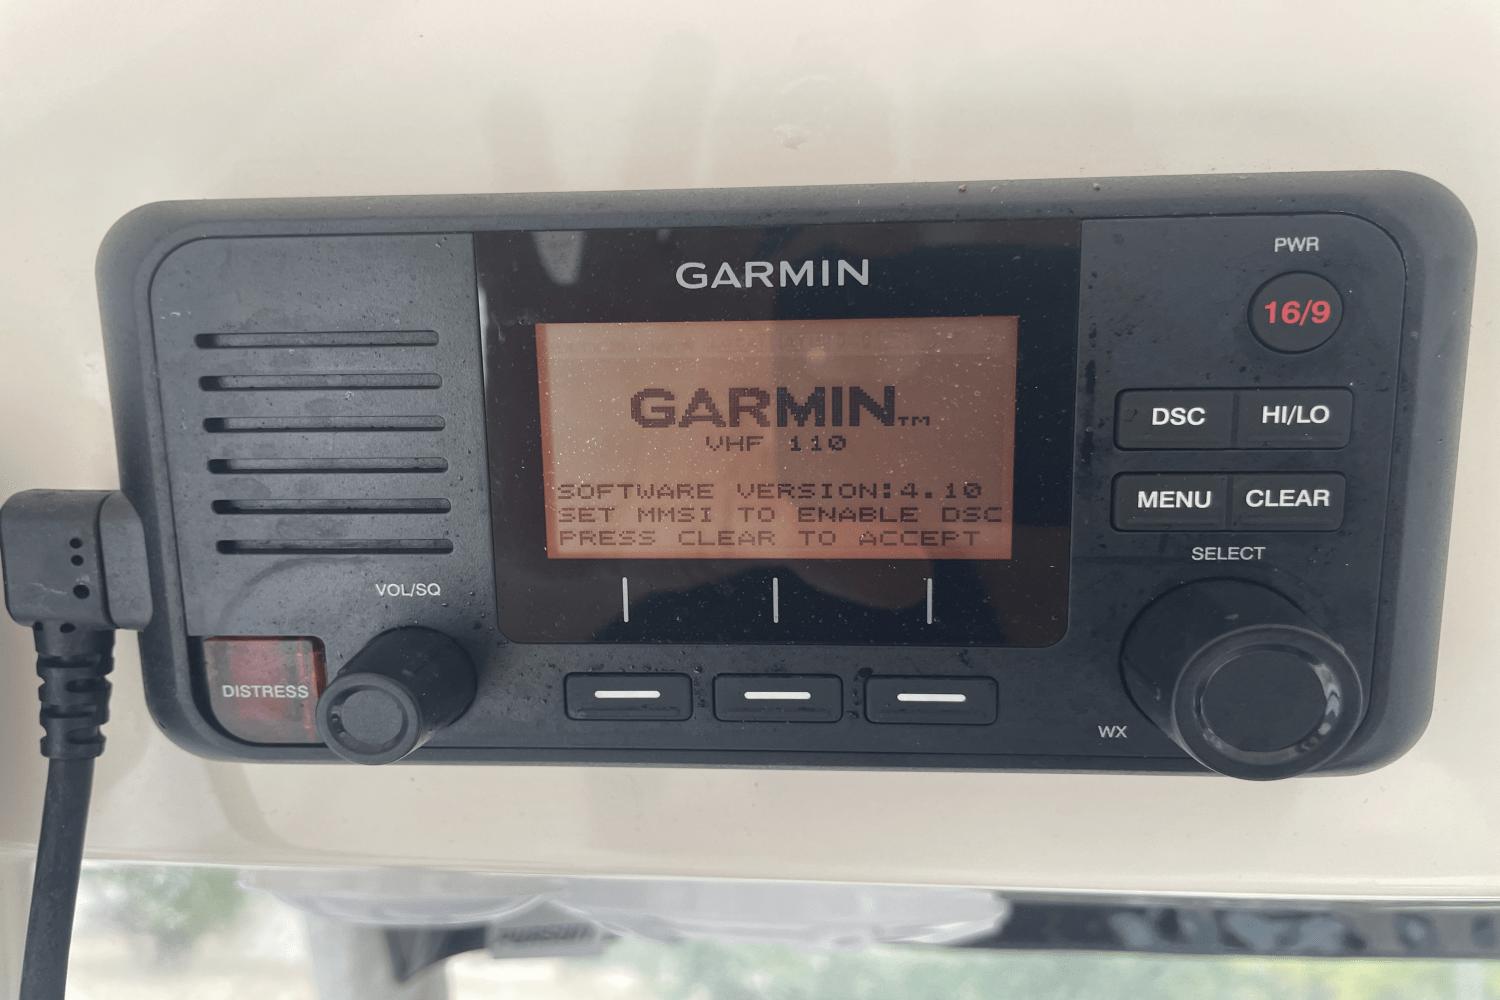 PWR
GARMIN
16/9
GARMIN™
VHF 110
DSC
HI/LO
SOFTWARE VERSION:4.10
SET MMSI TO ENABLE DSC
PRESS CLEAR TO ACCEPT
MENU
CLEAR
SELECT
VOL/SQ
DISTRESS
WX